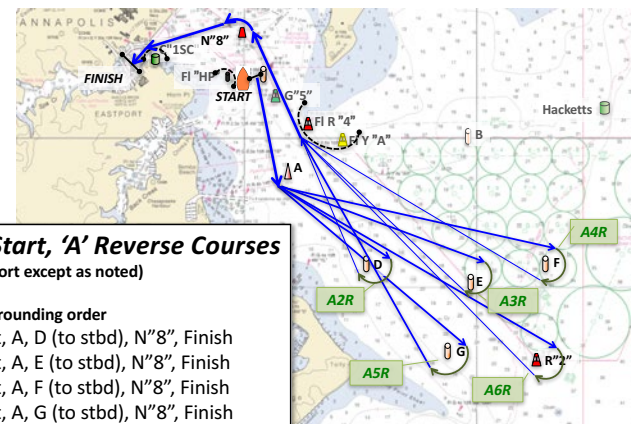 ANNAPOLIS
N"8"
C"1SC"
FINISH
Fl "HP"
START
G"5"
Fl R "4"
Fl Y "A"
Hacketts
B
EASTPORT
A
Start, 'A' Reverse Courses
ort except as noted)
rounding order
t, A, D (to stbd), N"8", Finish
t, A, E (to stbd), N"8", Finish
t, A, F (to stbd), N"8", Finish
t, A, G (to stbd), N"8", Finish
A4R
F
D
E
A2R
A3R
G
R"2"
A5R
A6R